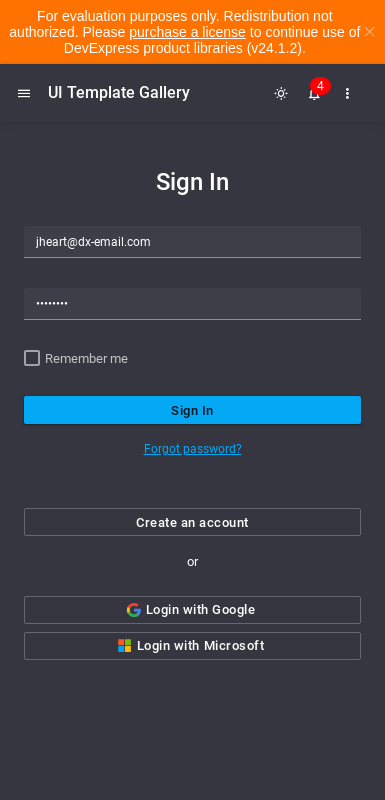 For evaluation purposes only. Redistribution not
authorized. Please purchase a license to continue use of
DevExpress product libraries (v24.1.2).
UI Template Gallery
4
Sign In
jheart@dx-email.com
••••••••
Remember me
Sign In
Forgot password?
Create an account
or
Login with Google
Login with Microsoft